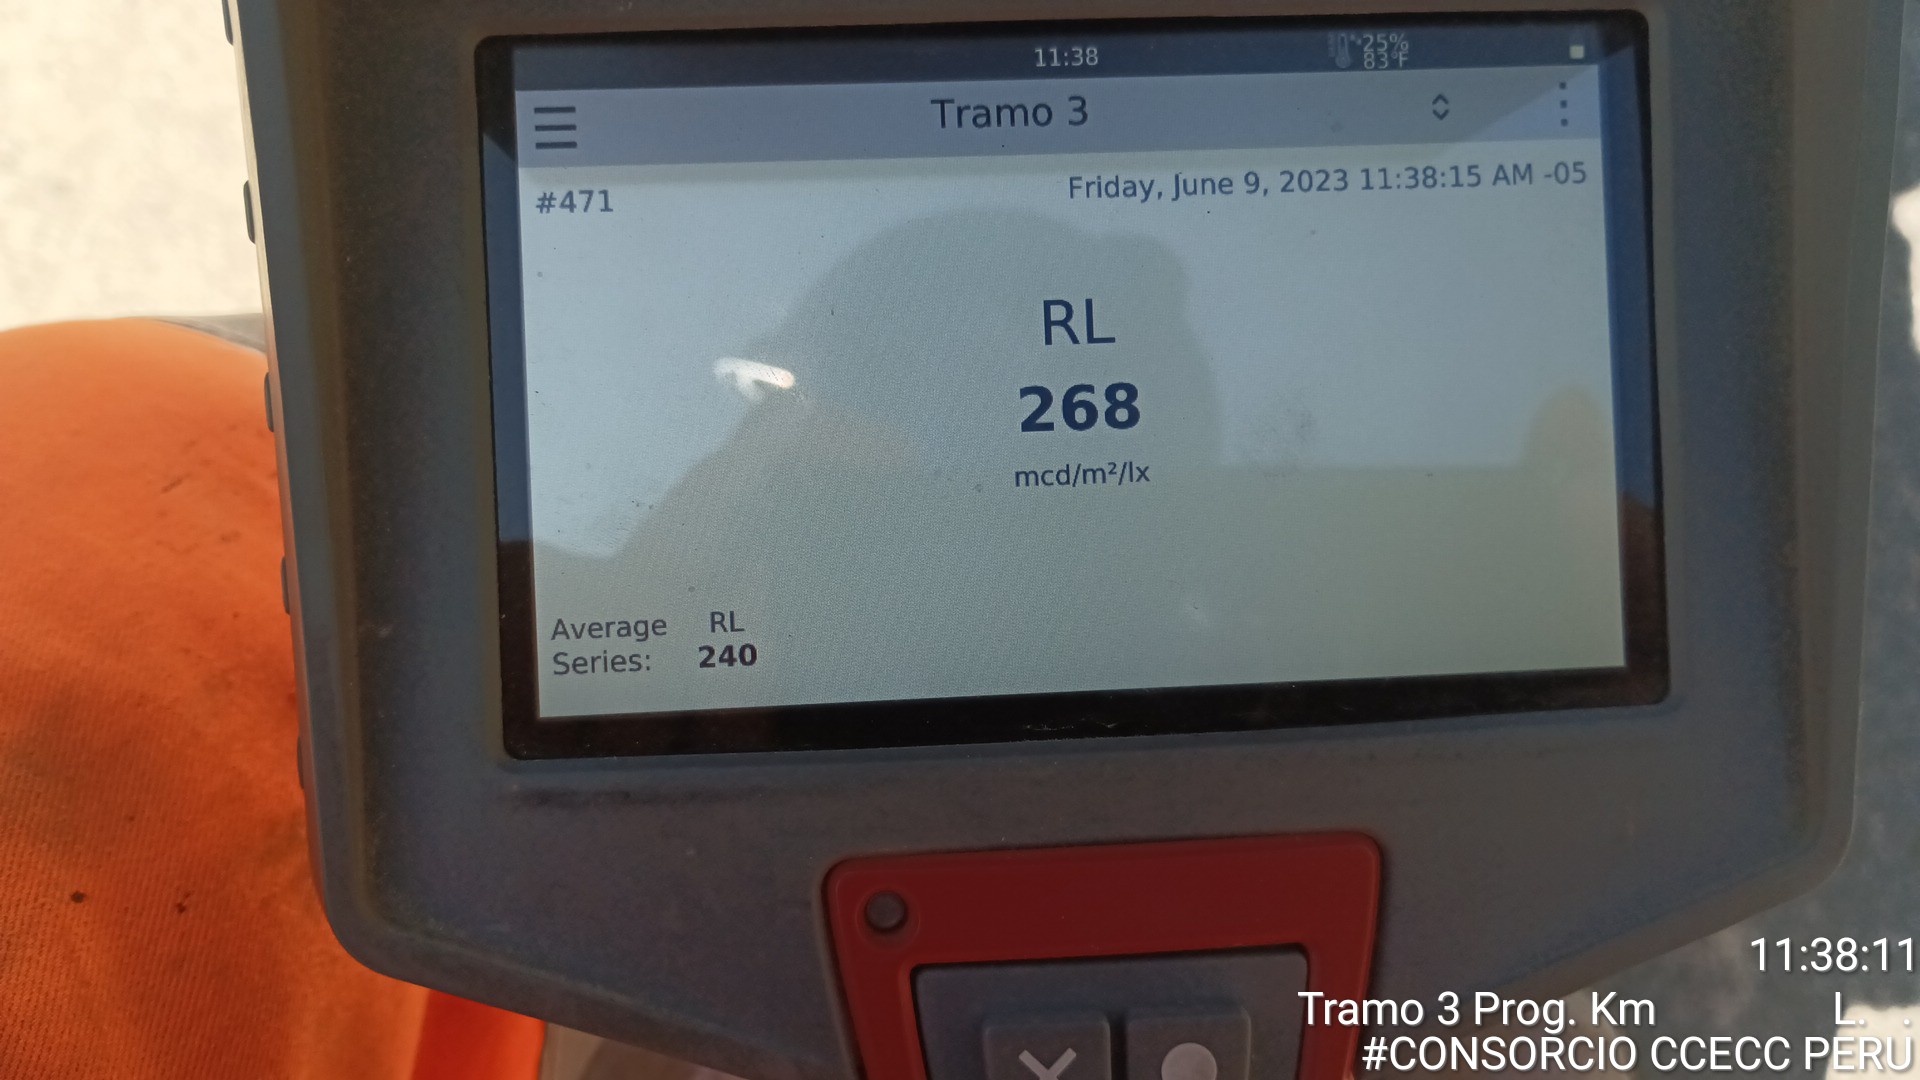 11:38
25%
83°F
Tramo 3
#471
Friday, June 9, 2023 11:38:15 AM -05
RL
268
mcd/m²/lx
Average RL
Series: 240
11:38:11
Tramo 3 Prog. Km L. .
#CONSORCIO CCECC PERU